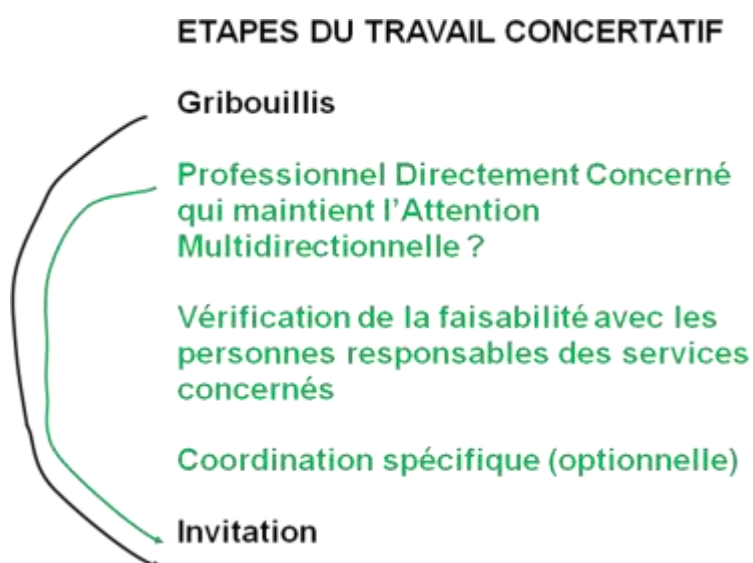 ETAPES DU TRAVAIL CONCERTATIF
Gribouillis
Professionnel Directement Concerné
qui maintient l'Attention
Multidirectionnelle ?
Vérification de la faisabilité avec les
personnes responsables des services
concernés
Coordination spécifique (optionnelle)
Invitation